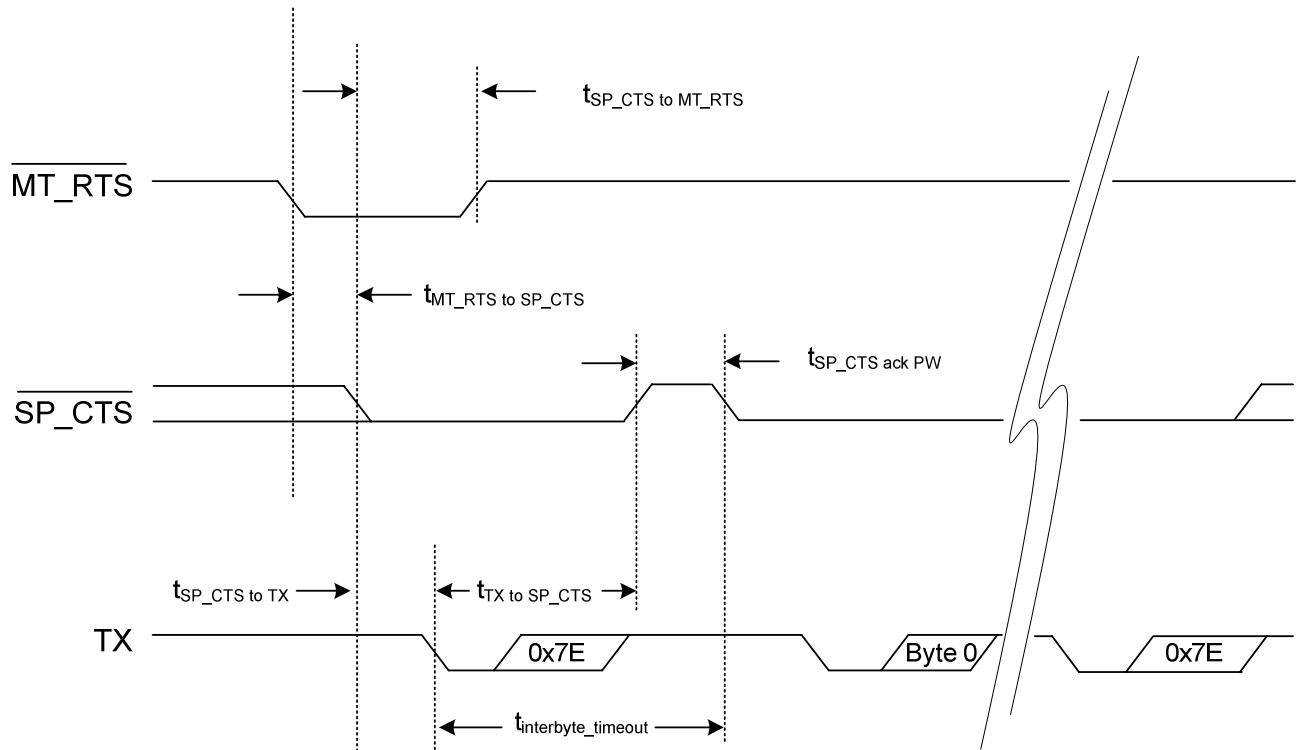 tSP_CTS to MT_RTS
MT_RTS
tMT_RTS to SP_CTS
tSP_CTS ack PW
SP_CTS
tSP_CTS to TX
tTX to SP_CTS
TX
0x7E
Byte 0
0x7E
tinterbyte_timeout